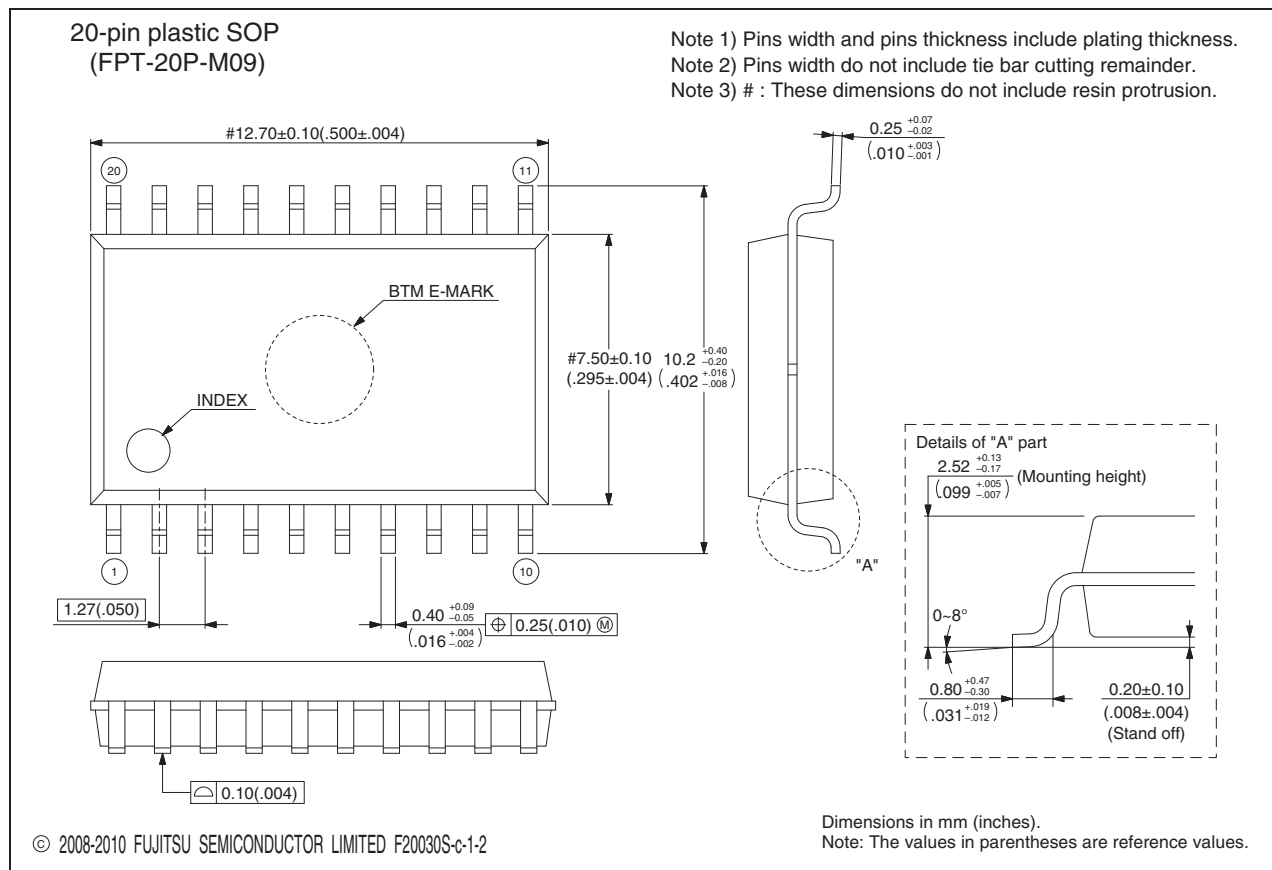 20-pin plastic SOP
(FPT-20P-M09)
Note 1) Pins width and pins thickness include plating thickness.
Note 2) Pins width do not include tie bar cutting remainder.
Note 3) # : These dimensions do not include resin protrusion.
#12.70±0.10(.500±.004)
0.25 +0.07 −0.02
(.010 +.003 −.001)
20
11
BTM E-MARK
#7.50±0.10
(.295±.004)
10.2 +0.40 −0.20
(.402 +.016 −.008)
INDEX
1
10
"A"
1.27(.050)
0.40 +0.09 −0.05
(.016 +.004 −.002)
⌖ 0.25(.010) Ⓜ
⌓ 0.10(.004)
Details of "A" part
2.52 +0.13 −0.17
(.099 +.005 −.007)
(Mounting height)
0~8°
0.80 +0.47 −0.30
(.031 +.019 −.012)
0.20±0.10
(.008±.004)
(Stand off)
© 2008-2010 FUJITSU SEMICONDUCTOR LIMITED F20030S-c-1-2
Dimensions in mm (inches).
Note: The values in parentheses are reference values.